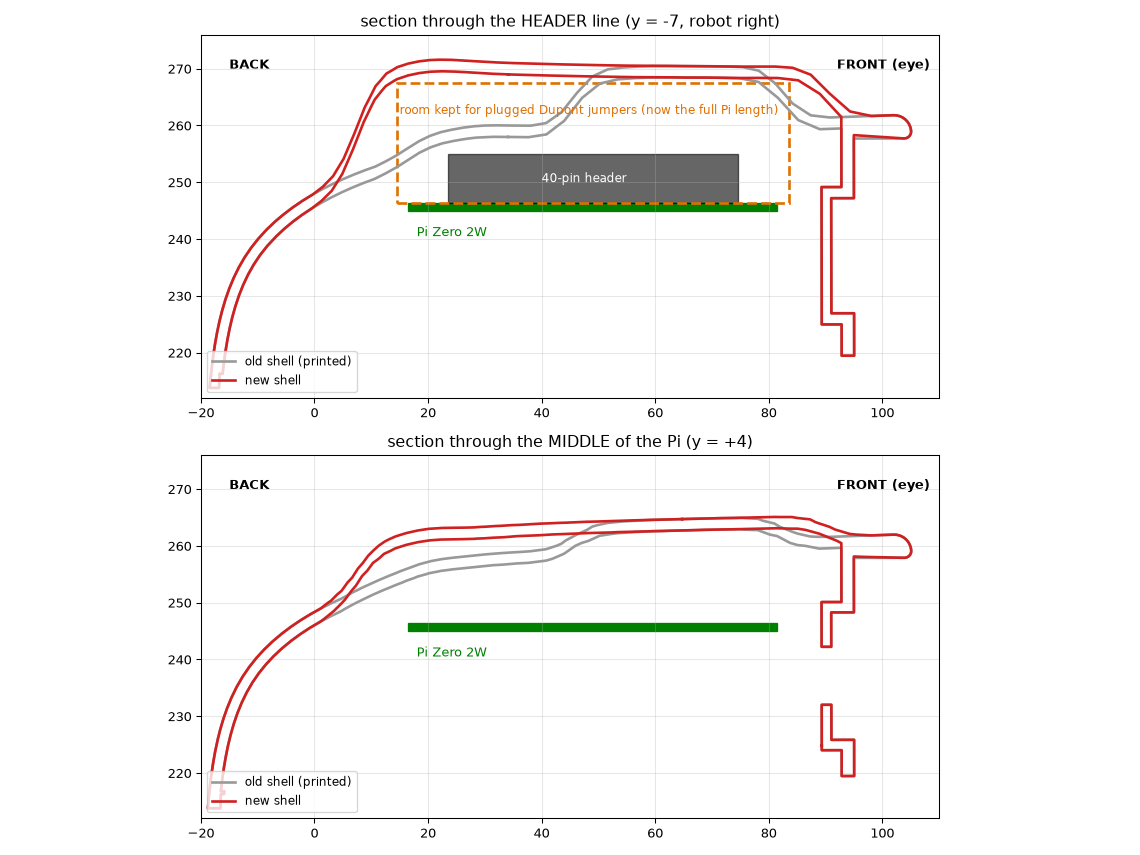 section through the HEADER line (y = -7, robot right)
BACK
FRONT (eye)
room kept for plugged Dupont jumpers (now the full Pi length)
40-pin header
Pi Zero 2W
old shell (printed)
new shell
270
260
250
240
230
220
−20
0
20
40
60
80
100
section through the MIDDLE of the Pi (y = +4)
BACK
FRONT (eye)
Pi Zero 2W
old shell (printed)
new shell
270
260
250
240
230
220
−20
0
20
40
60
80
100